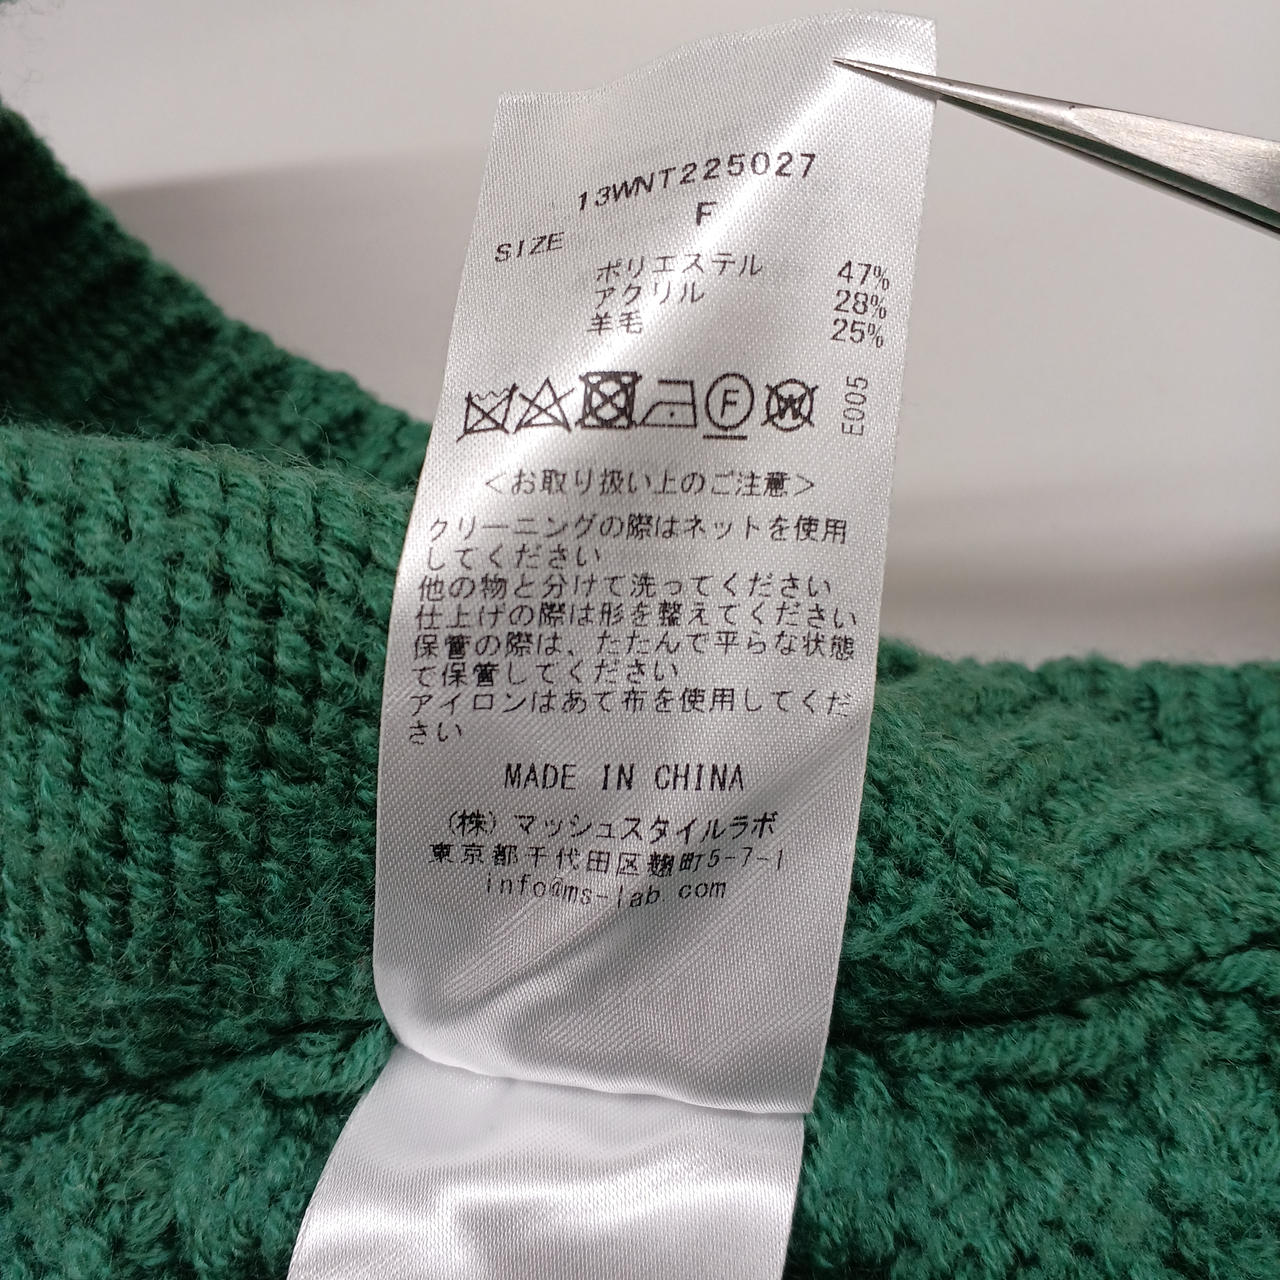 13WNT225027
SIZE F
ポリエステル 47%
アクリル 28%
羊毛 25%
F W E005
<お取り扱い上のご注意>
クリーニングの際はネットを使用
してください
他の物と分けて洗ってください
仕上げの際は形を整えてください
保管の際は、たたんで平らな状態
で保管してください
アイロンはあて布を使用してくだ
さい
MADE IN CHINA
(株)マッシュスタイルラボ
東京都千代田区麹町5-7-1
info@ms-lab.com